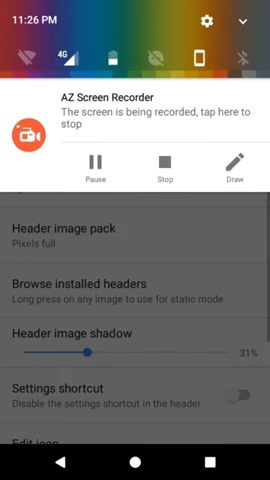 11:26 PM
4G
AZ Screen Recorder
The screen is being recorded, tap here to
stop
Pause
Stop
Draw
Header image pack
Pixels full
Browse installed headers
Long press on any image to use for static mode
Header image shadow
31%
Settings shortcut
Disable the settings shortcut in the header
Edit icon